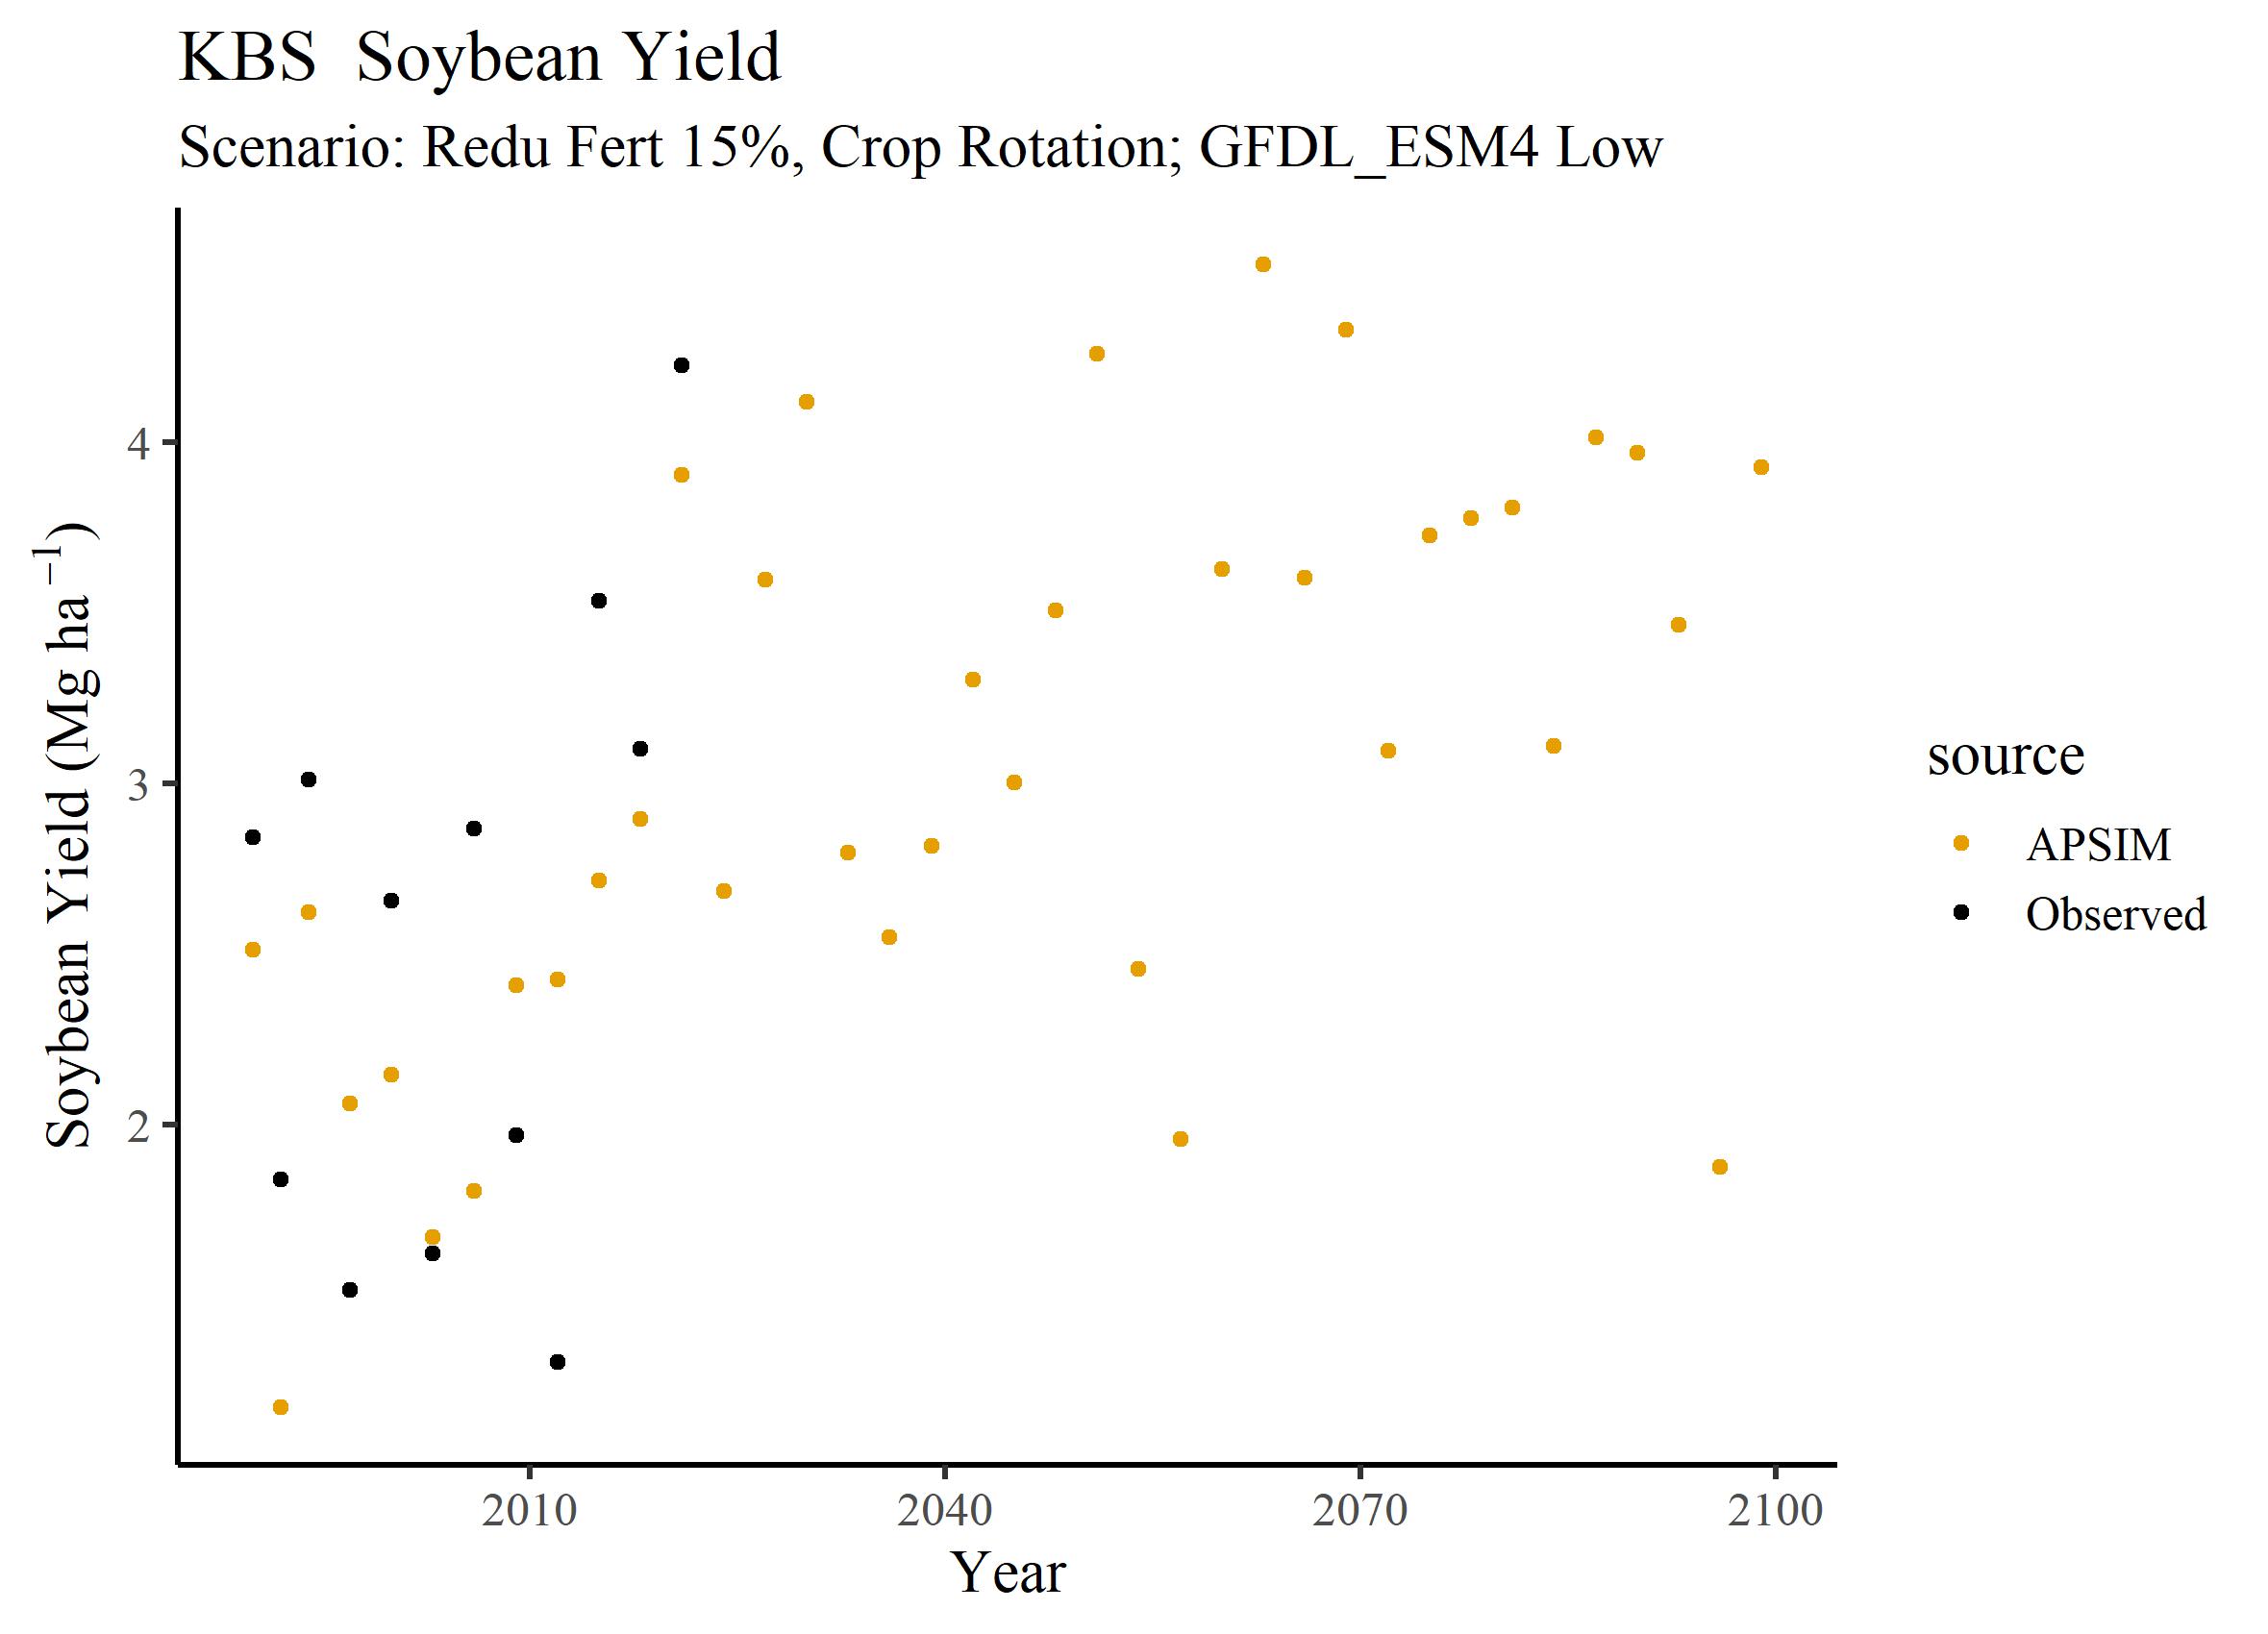 KBS  Soybean Yield
Scenario: Redu Fert 15%, Crop Rotation; GFDL_ESM4 Low
Soybean Yield (Mg ha⁻¹)
4
3
2
2010
2040
2070
2100
Year
source
APSIM
Observed